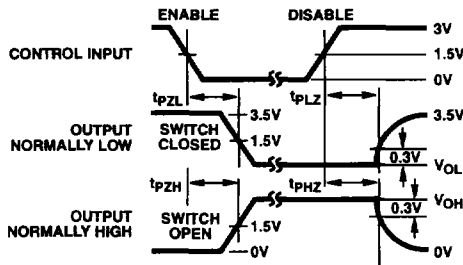 ENABLE DISABLE
3V
CONTROL INPUT 1.5V
0V
tPZL tPLZ
3.5V 3.5V
OUTPUT NORMALLY LOW
SWITCH CLOSED
1.5V
0.3V
VOL
tPZH tPHZ
VOH
0.3V
OUTPUT NORMALLY HIGH
SWITCH OPEN
1.5V
0V 0V